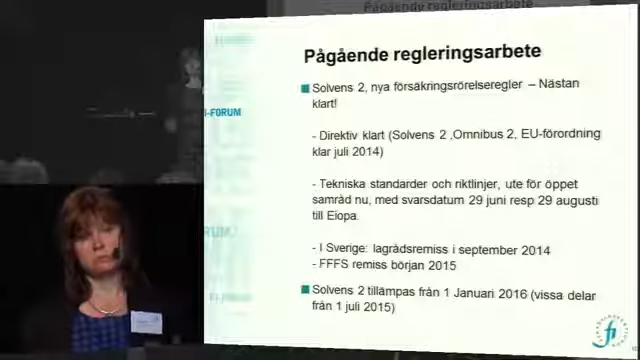 Pågående regleringsarbete
Pågående regleringsarbete
Solvens 2, nya försäkringsrörelseregler – Nästan
klart!
- Direktiv klart (Solvens 2 ,Omnibus 2, EU-förordning
klar juli 2014)
- Tekniska standarder och riktlinjer, ute för öppet
samråd nu, med svarsdatum 29 juni resp 29 augusti
till Eiopa.
- I Sverige: lagrådsremiss i september 2014
- FFFS remiss början 2015
Solvens 2 tillämpas från 1 Januari 2016 (vissa delar
från 1 juli 2015)
I-FORUM